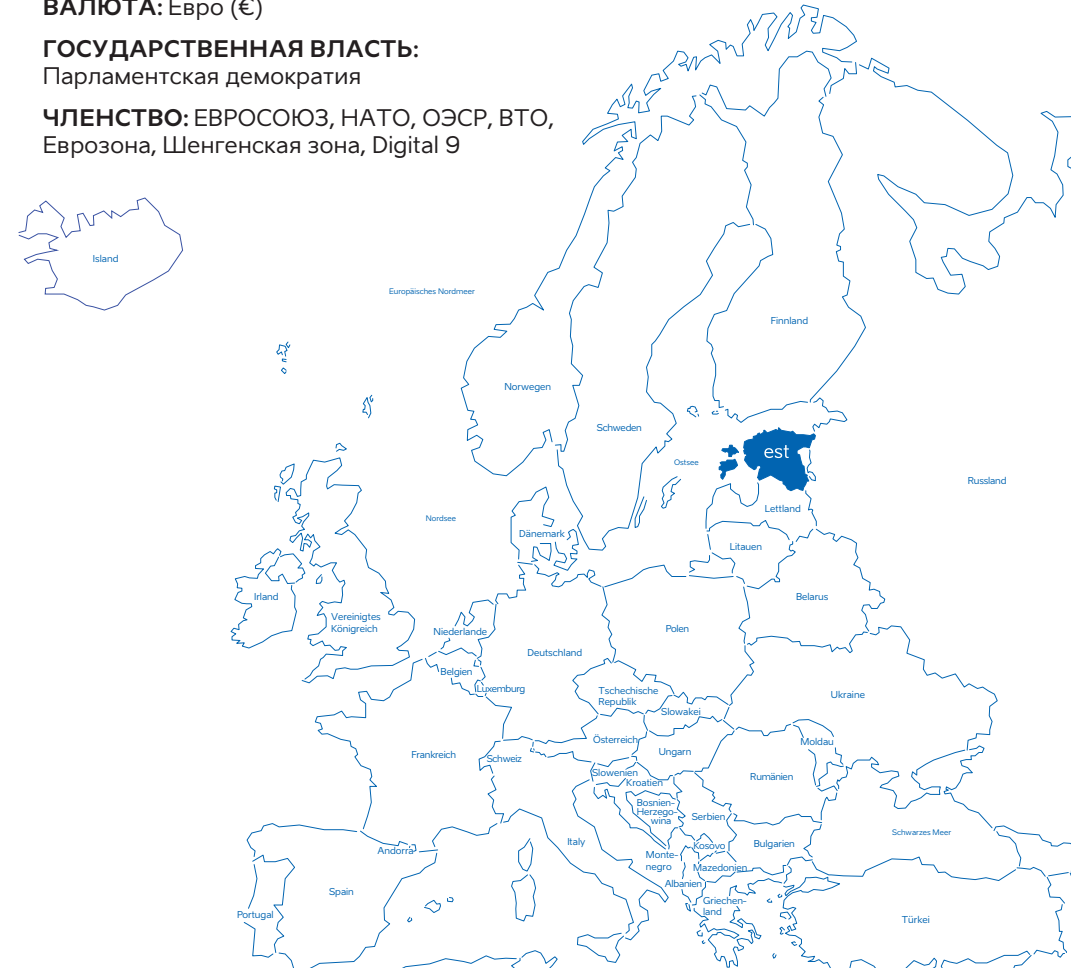 ВАЛЮТА: Евро (€)
ГОСУДАРСТВЕННАЯ ВЛАСТЬ:
Парламентская демократия
ЧЛЕНСТВО: ЕВРОСОЮЗ, НАТО, ОЭСР, ВТО,
Еврозона, Шенгенская зона, Digital 9
Island
Europäisches Nordmeer
Finnland
Norwegen
Schweden
est
Ostsee
Russland
Lettland
Nordsee
Dänemark
Litauen
Irland
Belarus
Vereinigtes
Königreich
Niederlande
Polen
Deutschland
Belgien
Luxemburg
Tschechische
Republik
Ukraine
Slowakei
Österreich
Moldau
Frankreich
Schweiz
Ungarn
Slowenien
Kroatien
Rumänien
Bosnien-
Herzego-
wina
Serbien
Schwarzes Meer
Italy
Kosovo
Bulgarien
Andorra
Monte-
negro
Mazedonien
Albanien
Spain
Griechen-
land
Portugal
Türkei